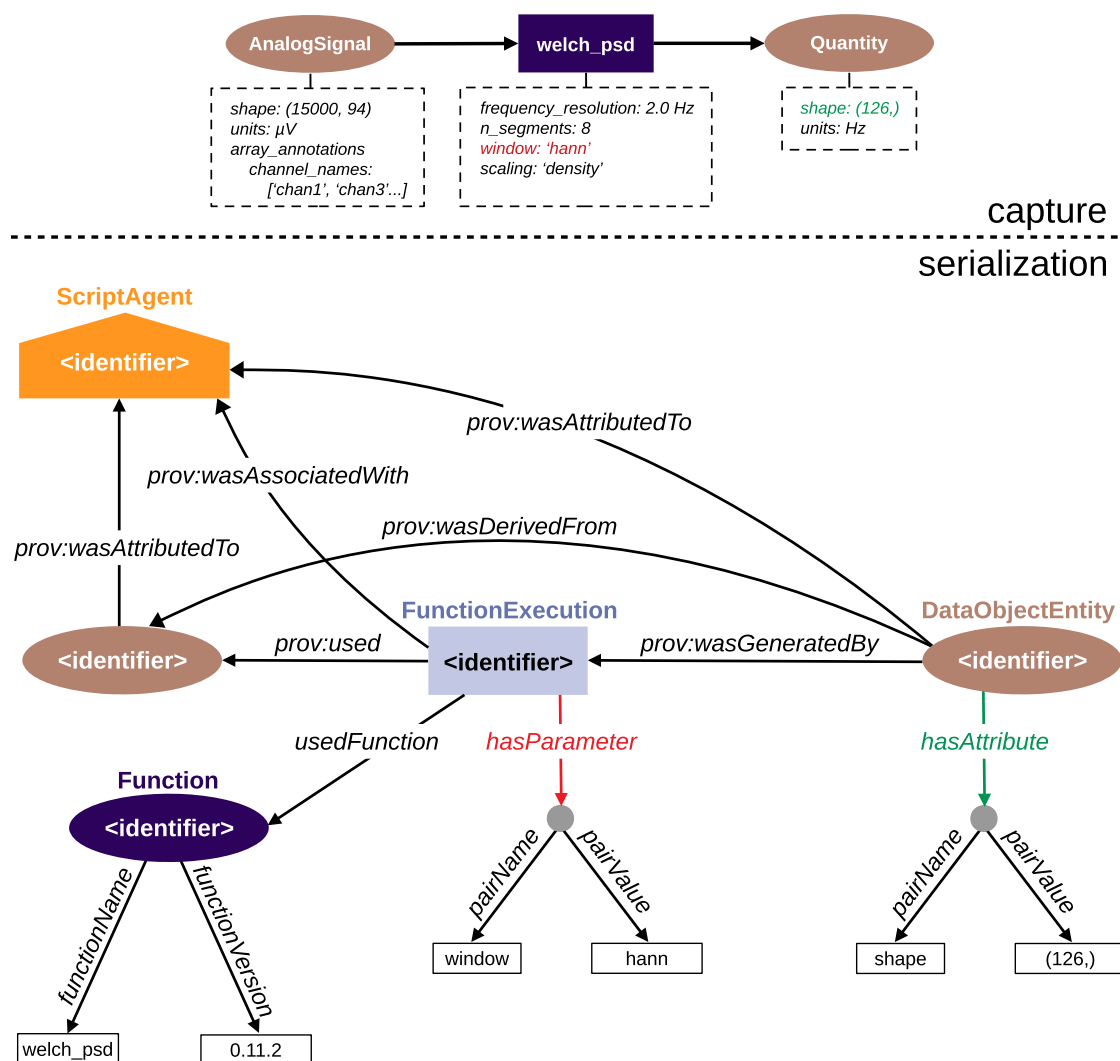 AnalogSignal
welch_psd
Quantity
shape: (15000, 94)
units: µV
array_annotations
channel_names:
[‘chan1’, ‘chan3’...]
frequency_resolution: 2.0 Hz
n_segments: 8
window: ‘hann’
scaling: ‘density’
shape: (126,)
units: Hz
capture
serialization
ScriptAgent
<identifier>
prov:wasAttributedTo
prov:wasAssociatedWith
prov:wasDerivedFrom
prov:wasAttributedTo
FunctionExecution
DataObjectEntity
<identifier>
prov:used
<identifier>
prov:wasGeneratedBy
<identifier>
usedFunction
hasParameter
hasAttribute
Function
<identifier>
pairName
pairValue
pairName
pairValue
functionName
functionVersion
window
hann
shape
(126,)
welch_psd
0.11.2